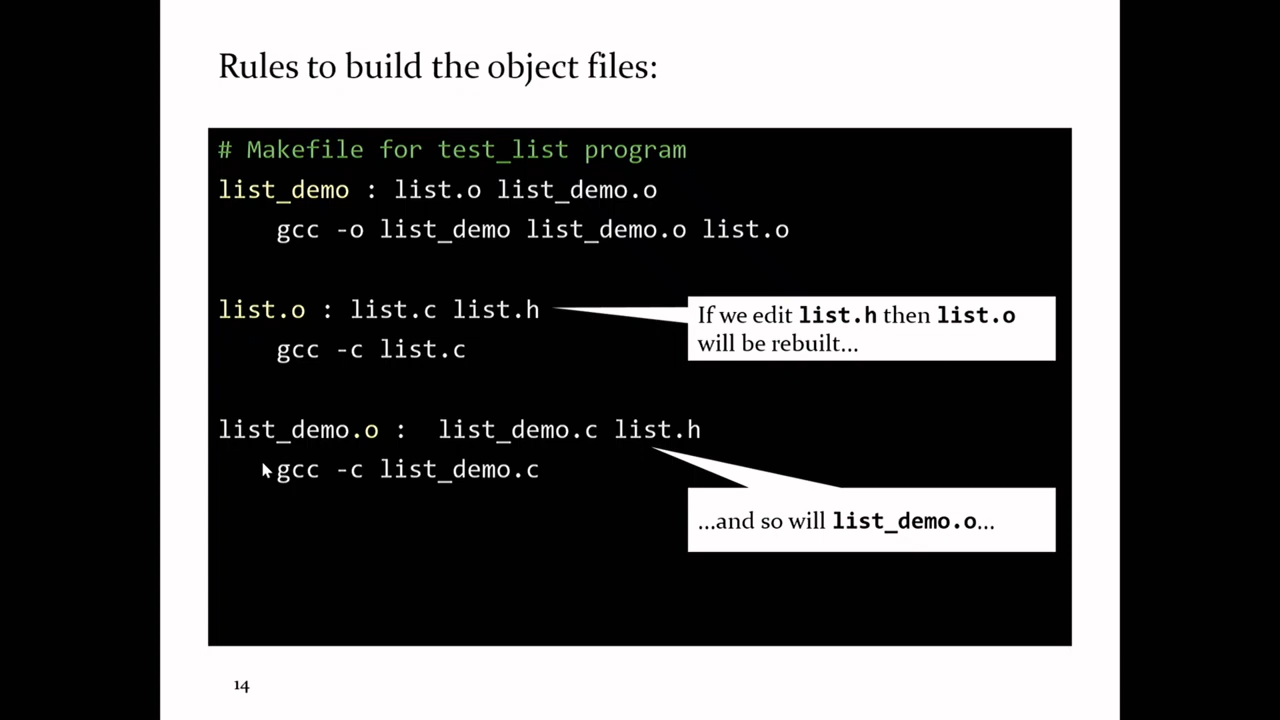 Rules to build the object files:
# Makefile for test_list program
list_demo : list.o list_demo.o
gcc -o list_demo list_demo.o list.o
list.o : list.c list.h
If we edit list.h then list.o
will be rebuilt...
gcc -c list.c
list_demo.o :  list_demo.c list.h
gcc -c list_demo.c
...and so will list_demo.o...
14